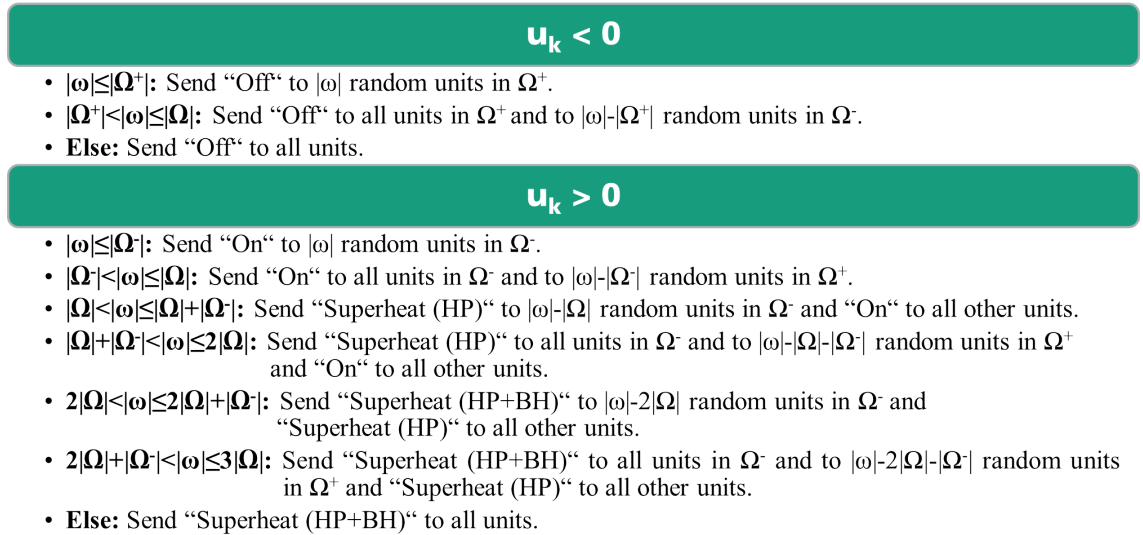 uₖ < 0
• |ω|≤|Ω⁺|: Send “Off“ to |ω| random units in Ω⁺.
• |Ω⁺|<|ω|≤|Ω|: Send “Off“ to all units in Ω⁺ and to |ω|-|Ω⁺| random units in Ω⁻.
• Else: Send “Off“ to all units.
uₖ > 0
• |ω|≤|Ω⁻|: Send “On“ to |ω| random units in Ω⁻.
• |Ω⁻|<|ω|≤|Ω|: Send “On“ to all units in Ω⁻ and to |ω|-|Ω⁻| random units in Ω⁺.
• |Ω|<|ω|≤|Ω|+|Ω⁻|: Send “Superheat (HP)“ to |ω|-|Ω| random units in Ω⁻ and “On“ to all other units.
• |Ω|+|Ω⁻|<|ω|≤2|Ω|: Send “Superheat (HP)“ to all units in Ω⁻ and to |ω|-|Ω|-|Ω⁻| random units in Ω⁺
and “On“ to all other units.
• 2|Ω|<|ω|≤2|Ω|+|Ω⁻|: Send “Superheat (HP+BH)“ to |ω|-2|Ω| random units in Ω⁻ and
“Superheat (HP)“ to all other units.
• 2|Ω|+|Ω⁻|<|ω|≤3|Ω|: Send “Superheat (HP+BH)“ to all units in Ω⁻ and to |ω|-2|Ω|-|Ω⁻| random units
in Ω⁺ and “Superheat (HP)“ to all other units.
• Else: Send “Superheat (HP+BH)“ to all units.